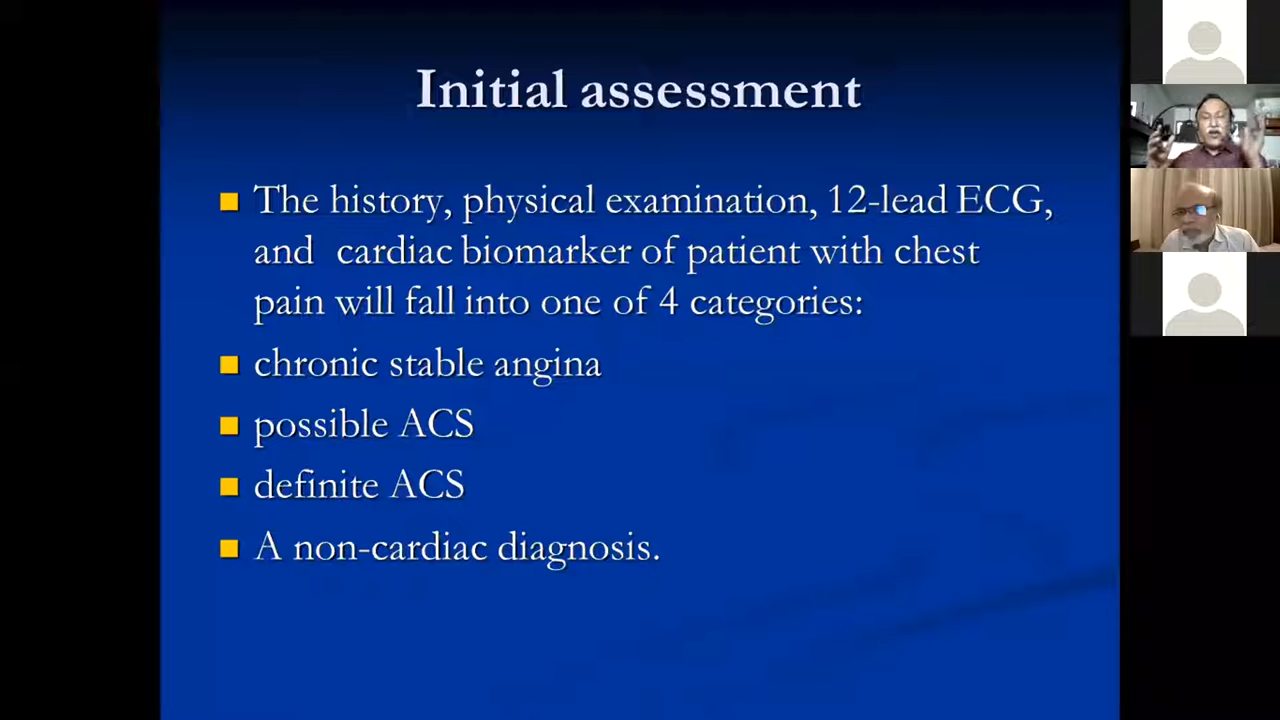 Initial assessment
The history, physical examination, 12-lead ECG,
and cardiac biomarker of patient with chest
pain will fall into one of 4 categories:
chronic stable angina
possible ACS
definite ACS
A non-cardiac diagnosis.